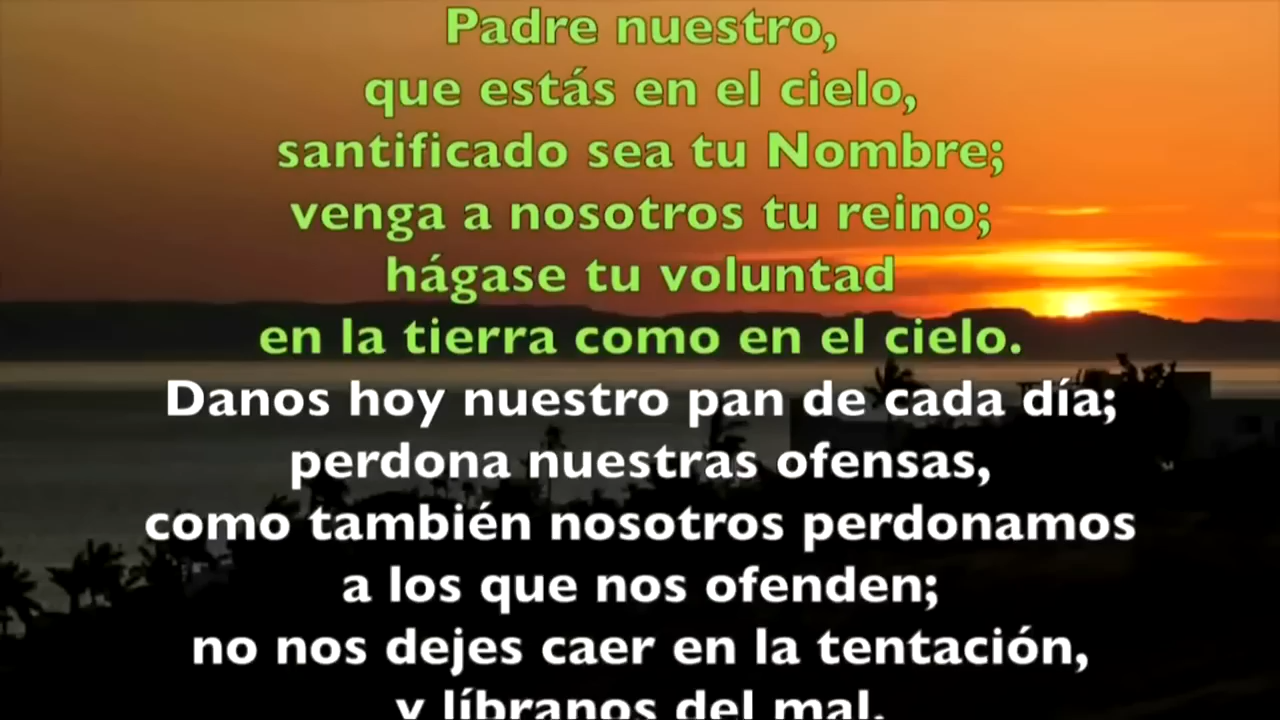 Padre nuestro,
que estás en el cielo,
santificado sea tu Nombre;
venga a nosotros tu reino;
hágase tu voluntad
en la tierra como en el cielo.
Danos hoy nuestro pan de cada día;
perdona nuestras ofensas,
como también nosotros perdonamos
a los que nos ofenden;
no nos dejes caer en la tentación,
y líbranos del mal.